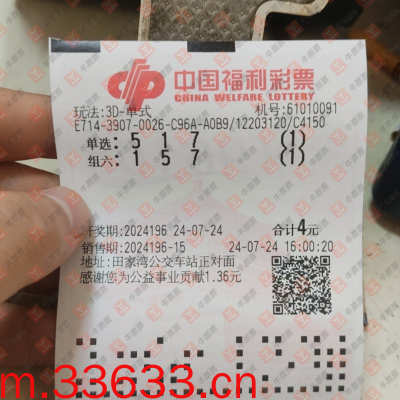 中国福利彩票
CHINA WELFARE LOTTERY
玩法:3D-单式 机号:61010091
E714-3907-0026-C96A-A0B9/12203120/C4150
单选: 5 1 7 (1)
组六: 1 5 7 (1)
开奖期:2024196 24-07-24 合计4元
销售期:2024196-15 24-07-24 16:00:20
地址:田家湾公交车站正对面
感谢您为公益事业贡献1.36元
m.33633.cn